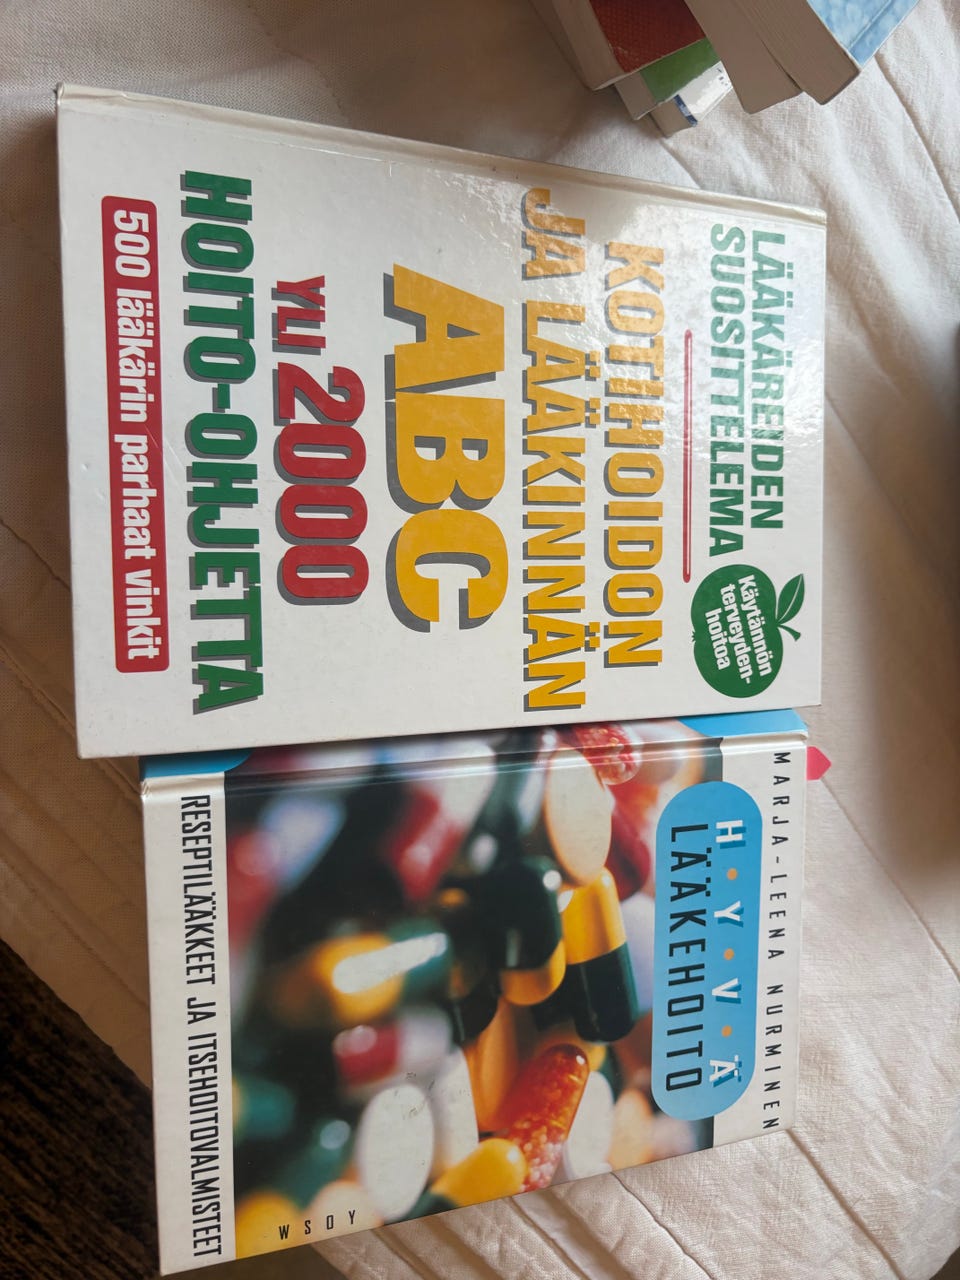 LÄÄKÄREIDEN
SUOSITTELEMA
Käytännön
terveyden-
hoitoa
KOTIHOIDON
JA LÄÄKINNÄN
ABC
YLI 2000
HOITO-OHJETTA
500 lääkärin parhaat vinkit
MARJA-LEENA NURMINEN
H•Y•V•Ä
LÄÄKEHOITO
WSOY
RESEPTILÄÄKKEET JA ITSEHOITOVALMISTEET